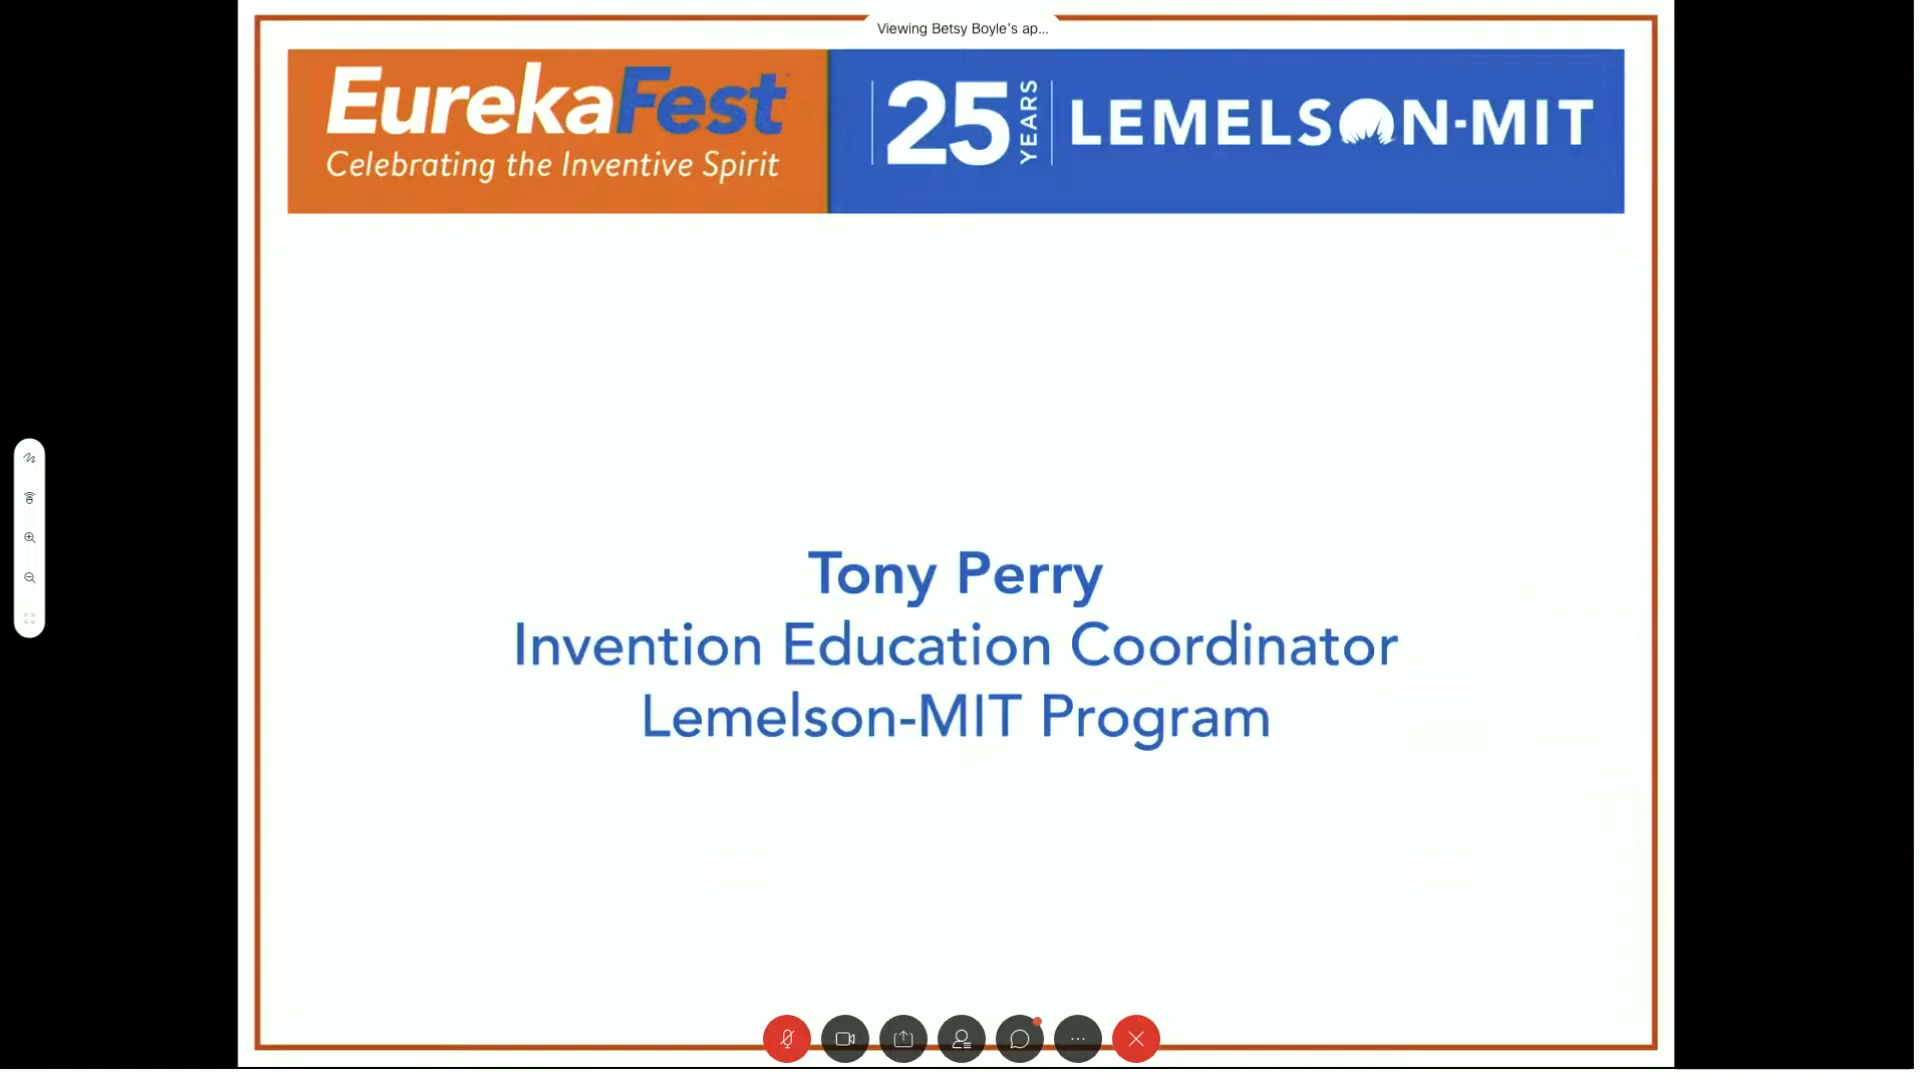 Viewing Betsy Boyle's ap...
EurekaFest
Celebrating the Inventive Spirit
25 YEARS
LEMELSON-MIT
Tony Perry
Invention Education Coordinator
Lemelson-MIT Program